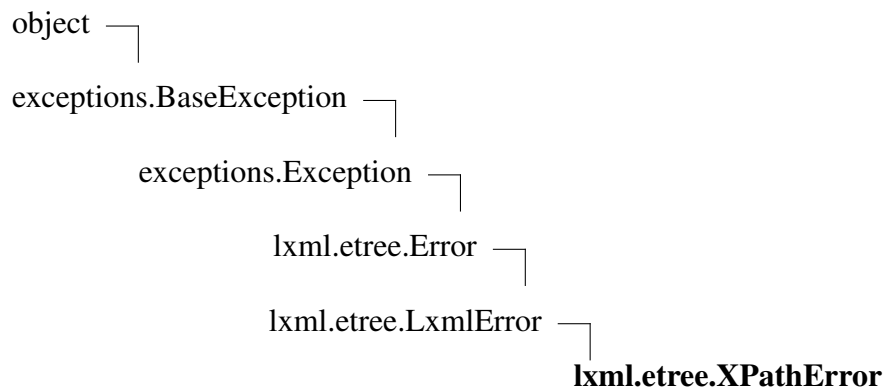 object
exceptions.BaseException
exceptions.Exception
lxml.etree.Error
lxml.etree.LxmlError
lxml.etree.XPathError